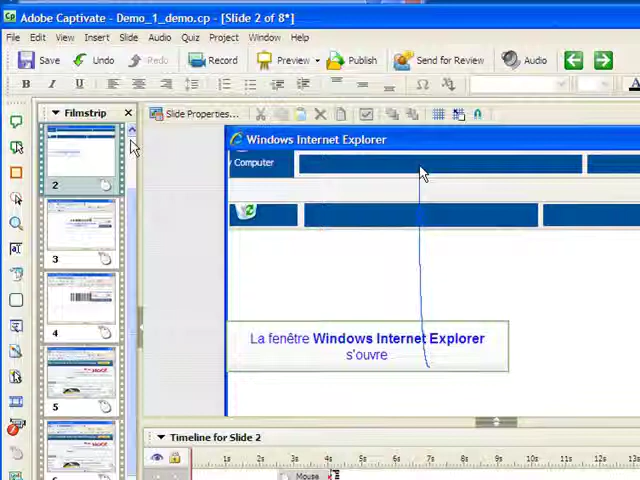 Adobe Captivate - Demo_1_demo.cp - [Slide 2 of 8*]
File Edit View Insert Slide Audio Quiz Project Window Help
Save Undo Redo Record Preview Publish Send for Review Audio
B I U
Filmstrip
Slide Properties...
Windows Internet Explorer
y Computer
2
3
4
5
6
La fenêtre Windows Internet Explorer
s'ouvre
Timeline for Slide 2
1s 2s 3s 4s 5s 6s 7s 8s 9s 10s 11s 12s 13s
Mouse